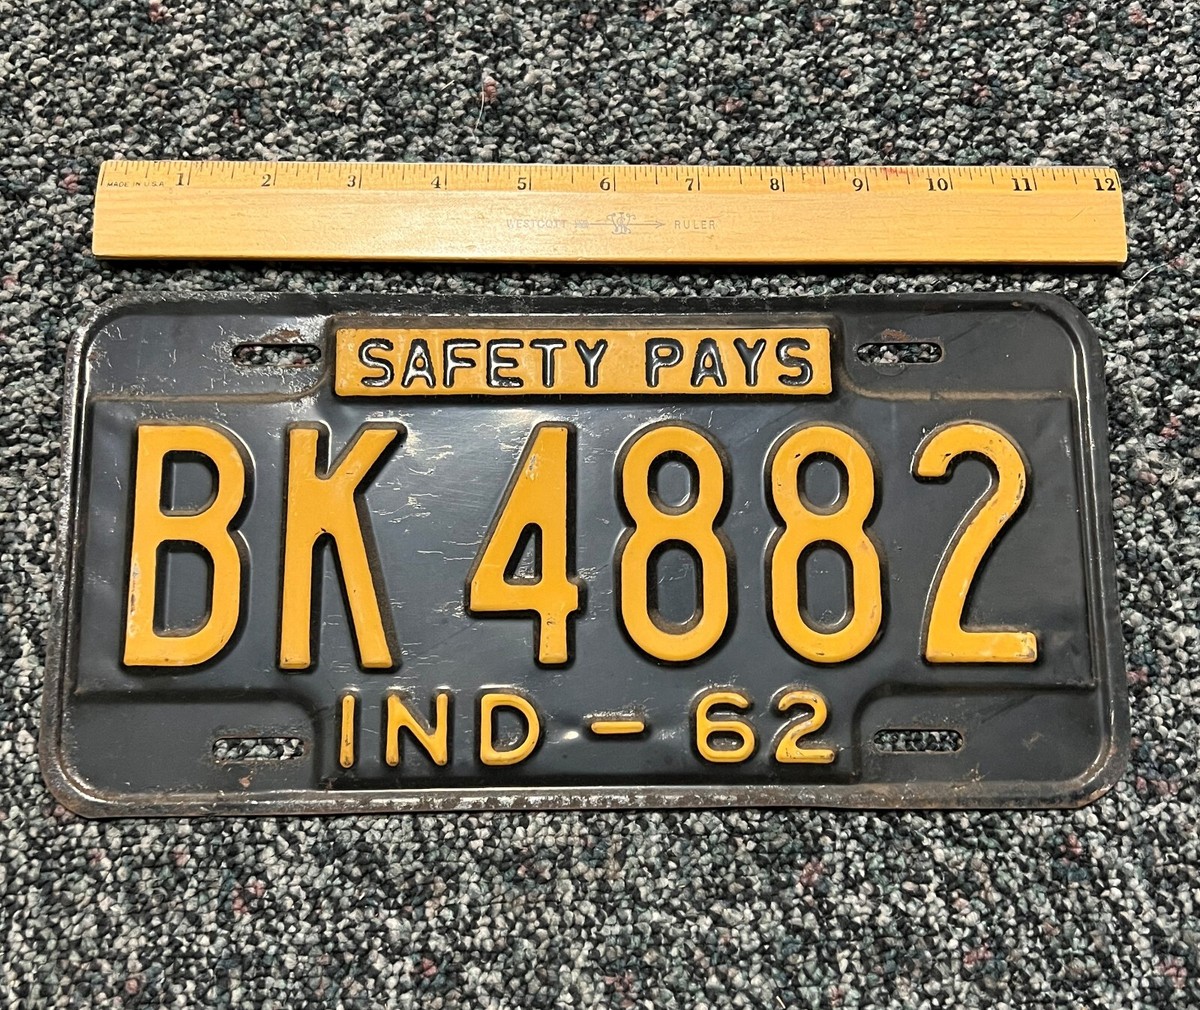 MADE IN U.S.A. 1 2 3 4 5 6 7 8 9 10 11 12
WESTCOTT RULER
SAFETY PAYS
BK 4882
IND - 62